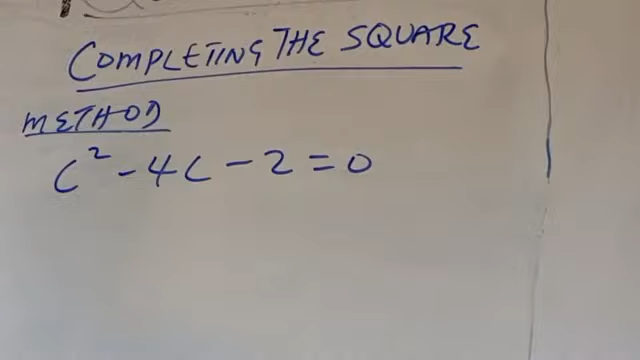 COMPLETING THE SQUARE
METHOD
c² - 4c - 2 = 0